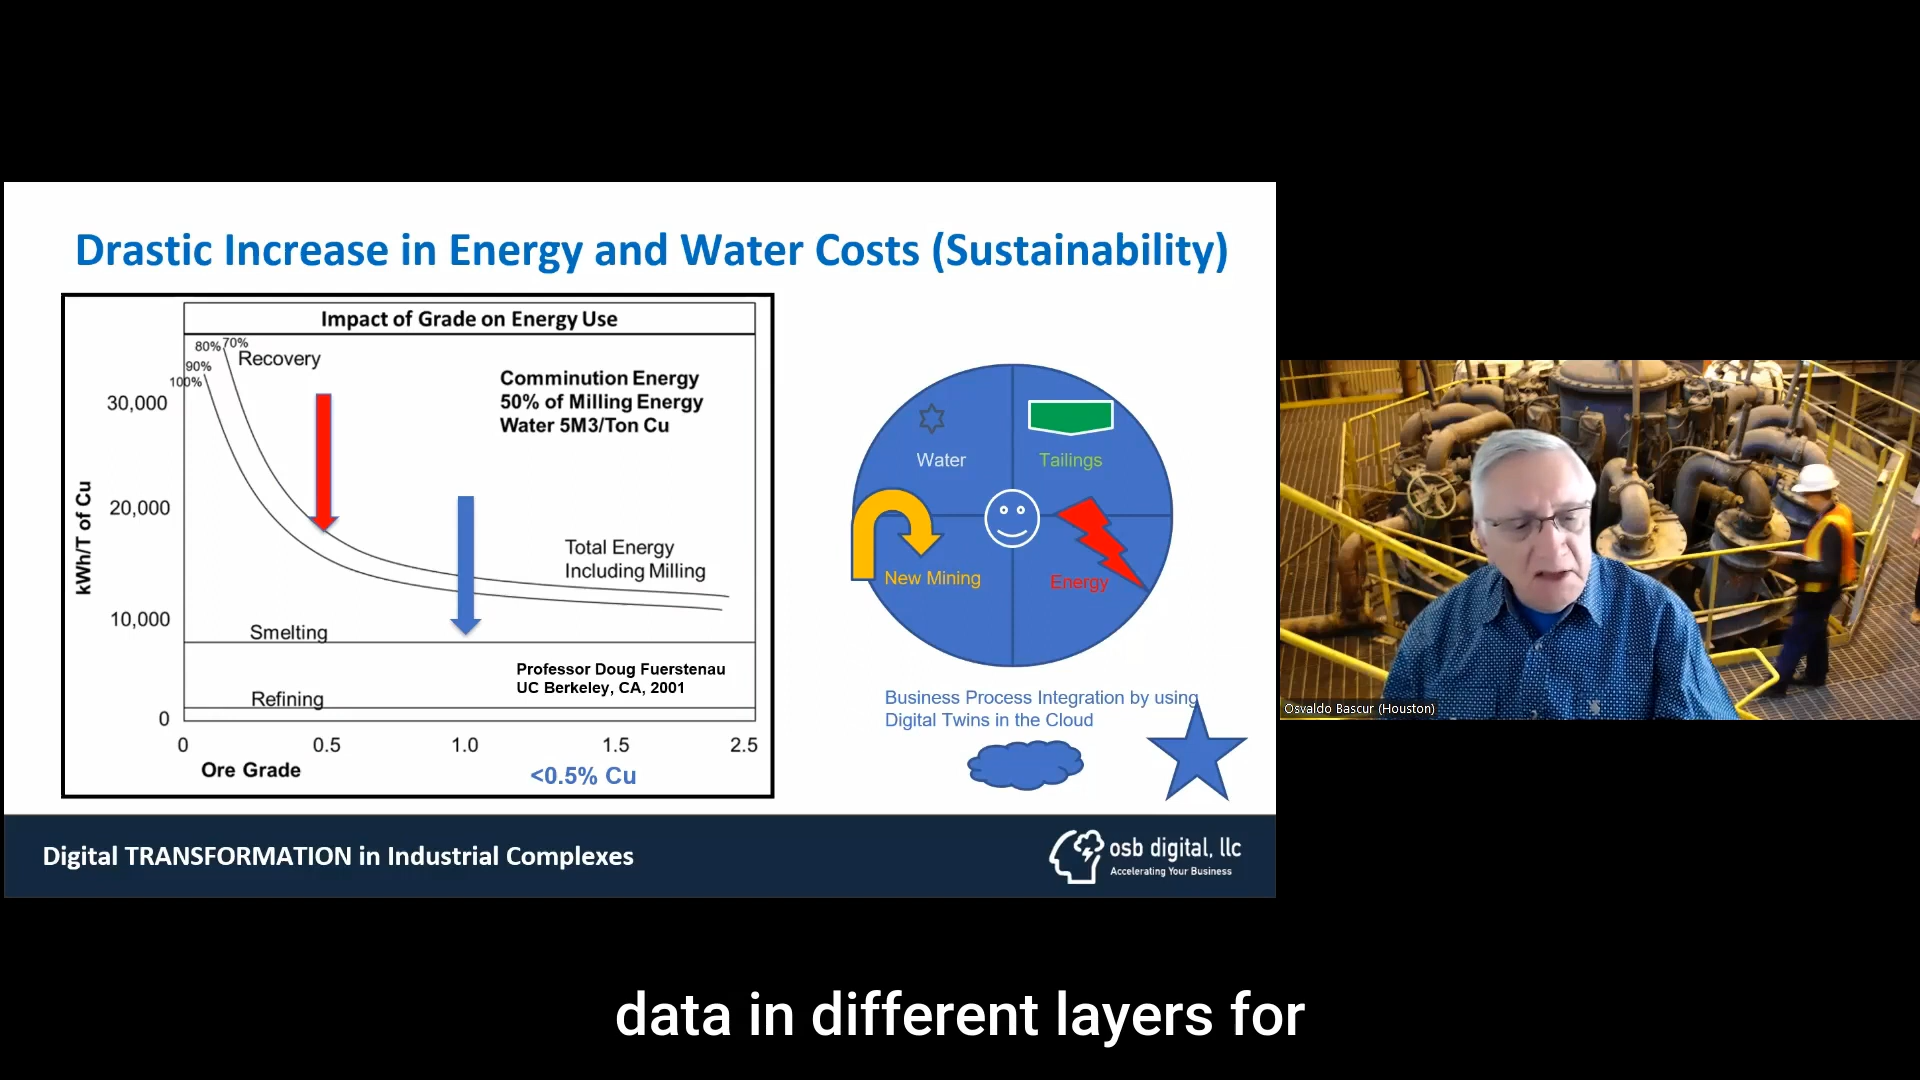 Drastic Increase in Energy and Water Costs (Sustainability)
Impact of Grade on Energy Use
80% 70%
Recovery
90%
100%
Comminution Energy
50% of Milling Energy
Water 5M3/Ton Cu
30,000
20,000
10,000
0
kWh/T of Cu
Total Energy
Including Milling
Smelting
Professor Doug Fuerstenau
UC Berkeley, CA, 2001
Refining
0 0.5 1.0 1.5 2.5
Ore Grade
<0.5% Cu
Water
Tailings
New Mining
Energy
Business Process Integration by using
Digital Twins in the Cloud
Digital TRANSFORMATION in Industrial Complexes
osb digital, llc
Accelerating Your Business
Osvaldo Bascur (Houston)
data in different layers for